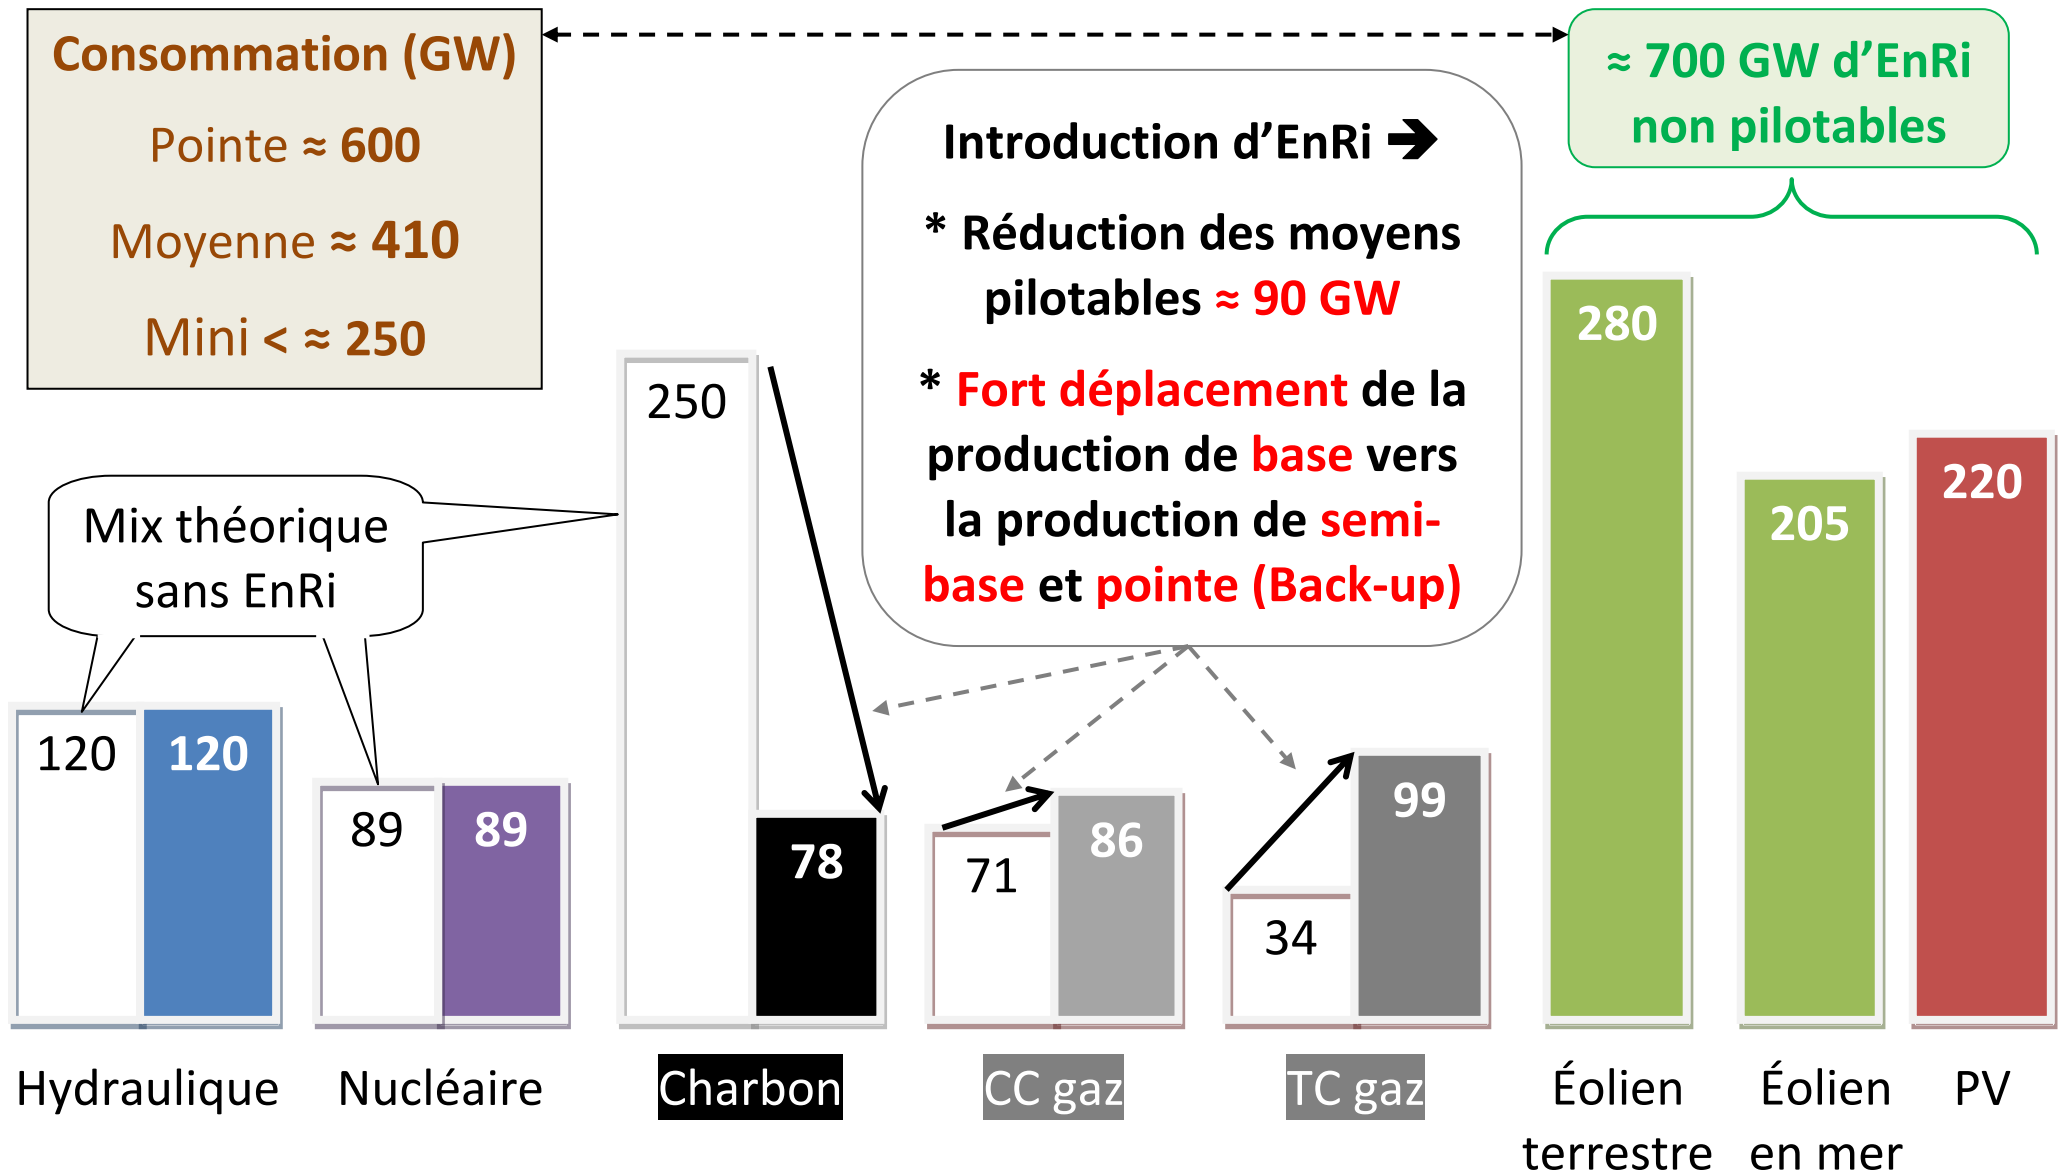 Consommation (GW)
Pointe ≈ 600
Moyenne ≈ 410
Mini < ≈ 250
≈ 700 GW d’EnRi
non pilotables
Introduction d’EnRi ➔
* Réduction des moyens
pilotables ≈ 90 GW
* Fort déplacement de la
production de base vers
la production de semi-
base et pointe (Back-up)
Mix théorique
sans EnRi
120
120
89
89
250
78
71
86
34
99
280
205
220
Hydraulique
Nucléaire
Charbon
CC gaz
TC gaz
Éolien
terrestre
Éolien
en mer
PV